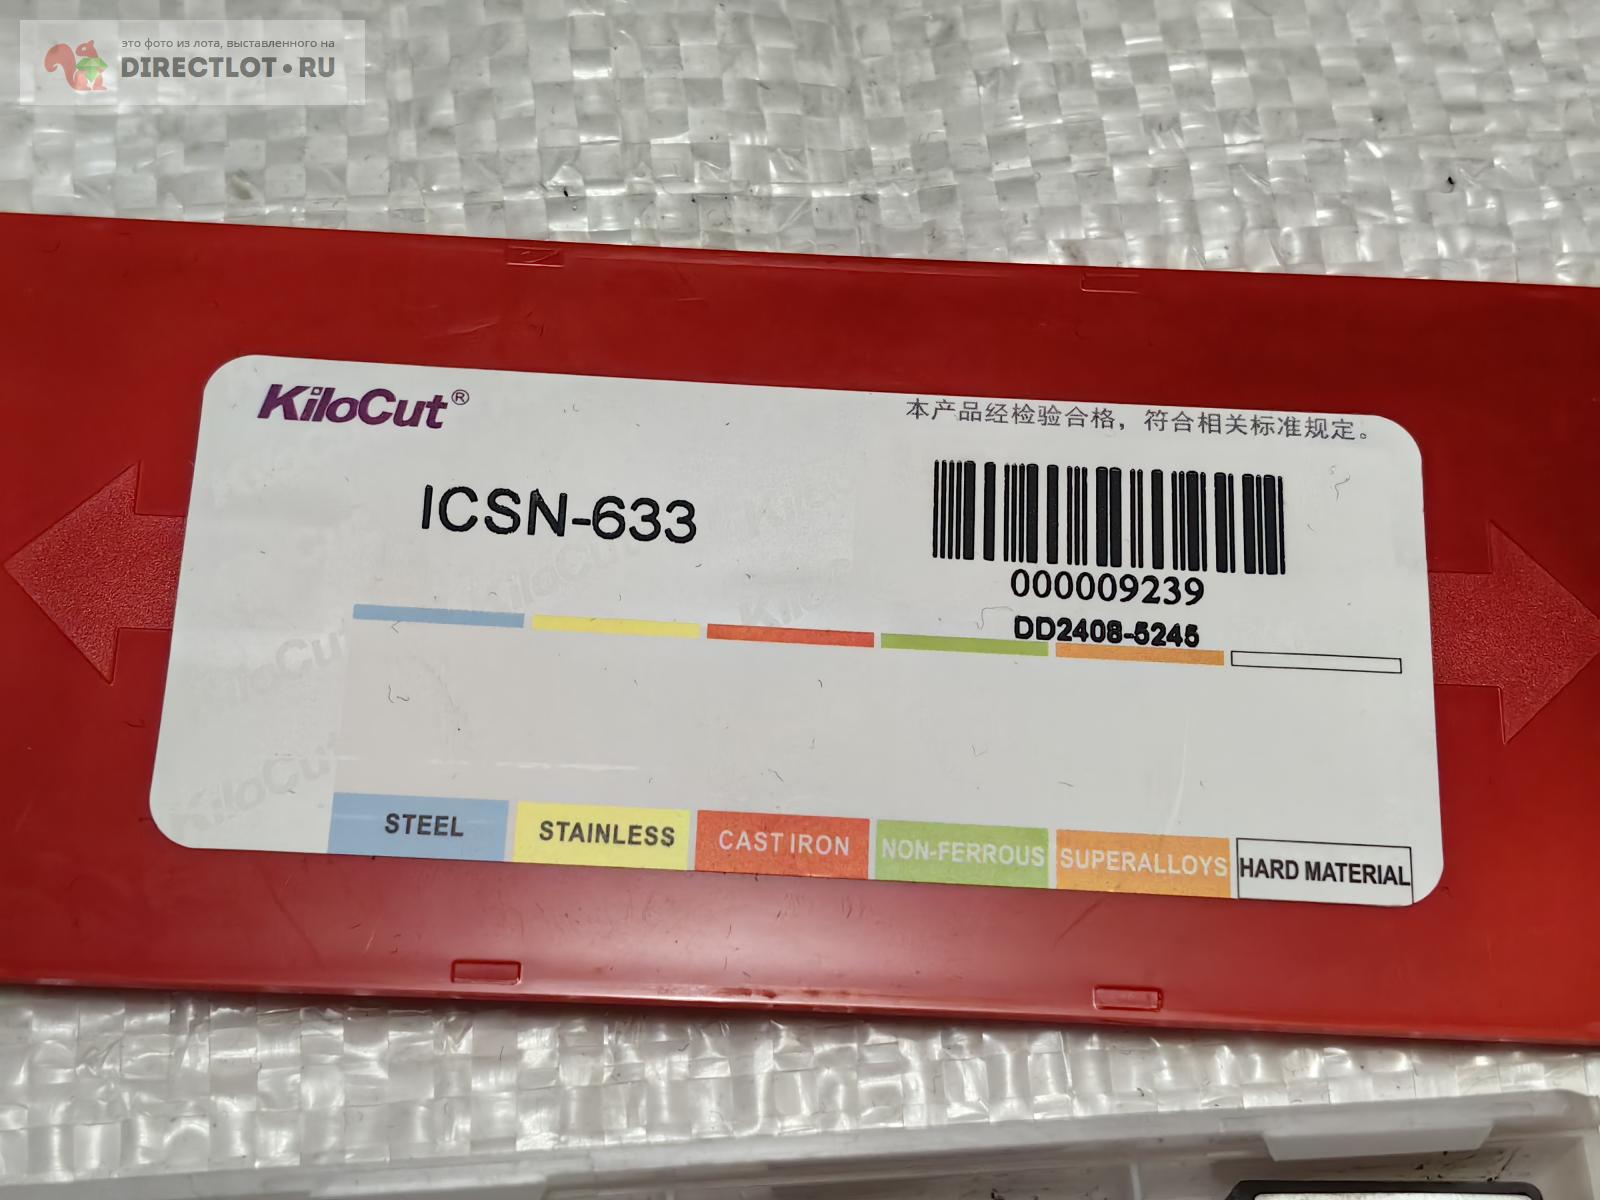 это фото из лота, выставленного на
DIRECTLOT•RU
KiloCut®
本产品经检验合格，符合相关标准规定。
ICSN-633
000009239
DD2408-5245
STEEL
STAINLESS
CAST IRON
NON-FERROUS
SUPERALLOYS
HARD MATERIAL